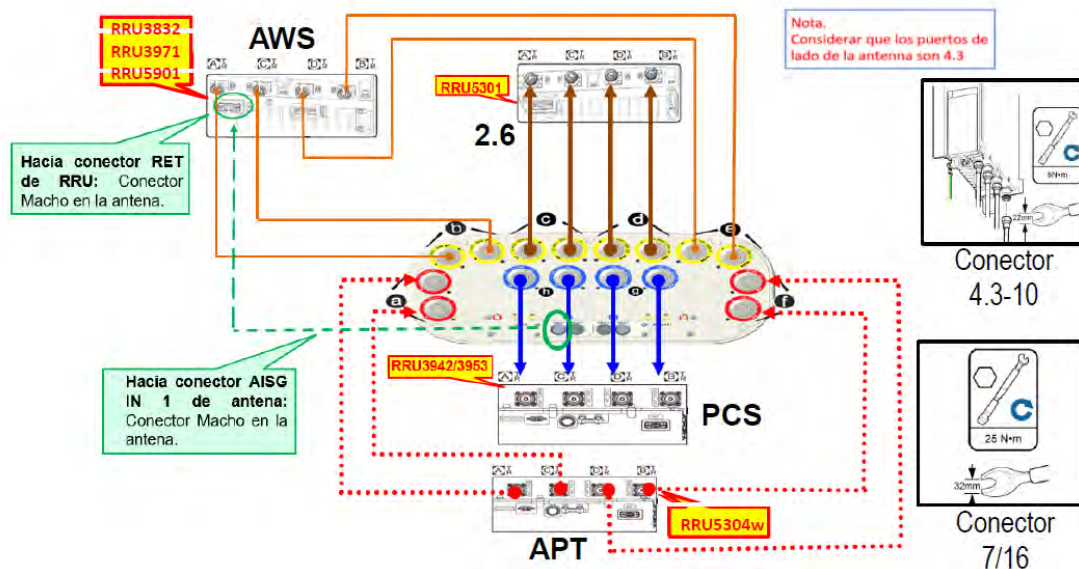 RRU3832
RRU3971
RRU5901
AWS
[A] [C] [D] [B]
RRU5301
2.6
[A] [C] [D] [B]
Nota.
Considerar que los puertos de
lado de la antenna son 4.3
Hacia conector RET
de RRU: Conector
Macho en la antena.
b c d e
a h g f
Hacia conector AISG
IN 1 de antena:
Conector Macho en la
antena.
RRU3942/3953
[A] [C] [D] [B]
PCS
[A] [C] [D] [B]
RRU5304w
APT
5N•m
22mm
Conector
4.3-10
25 N•m
32mm
Conector
7/16